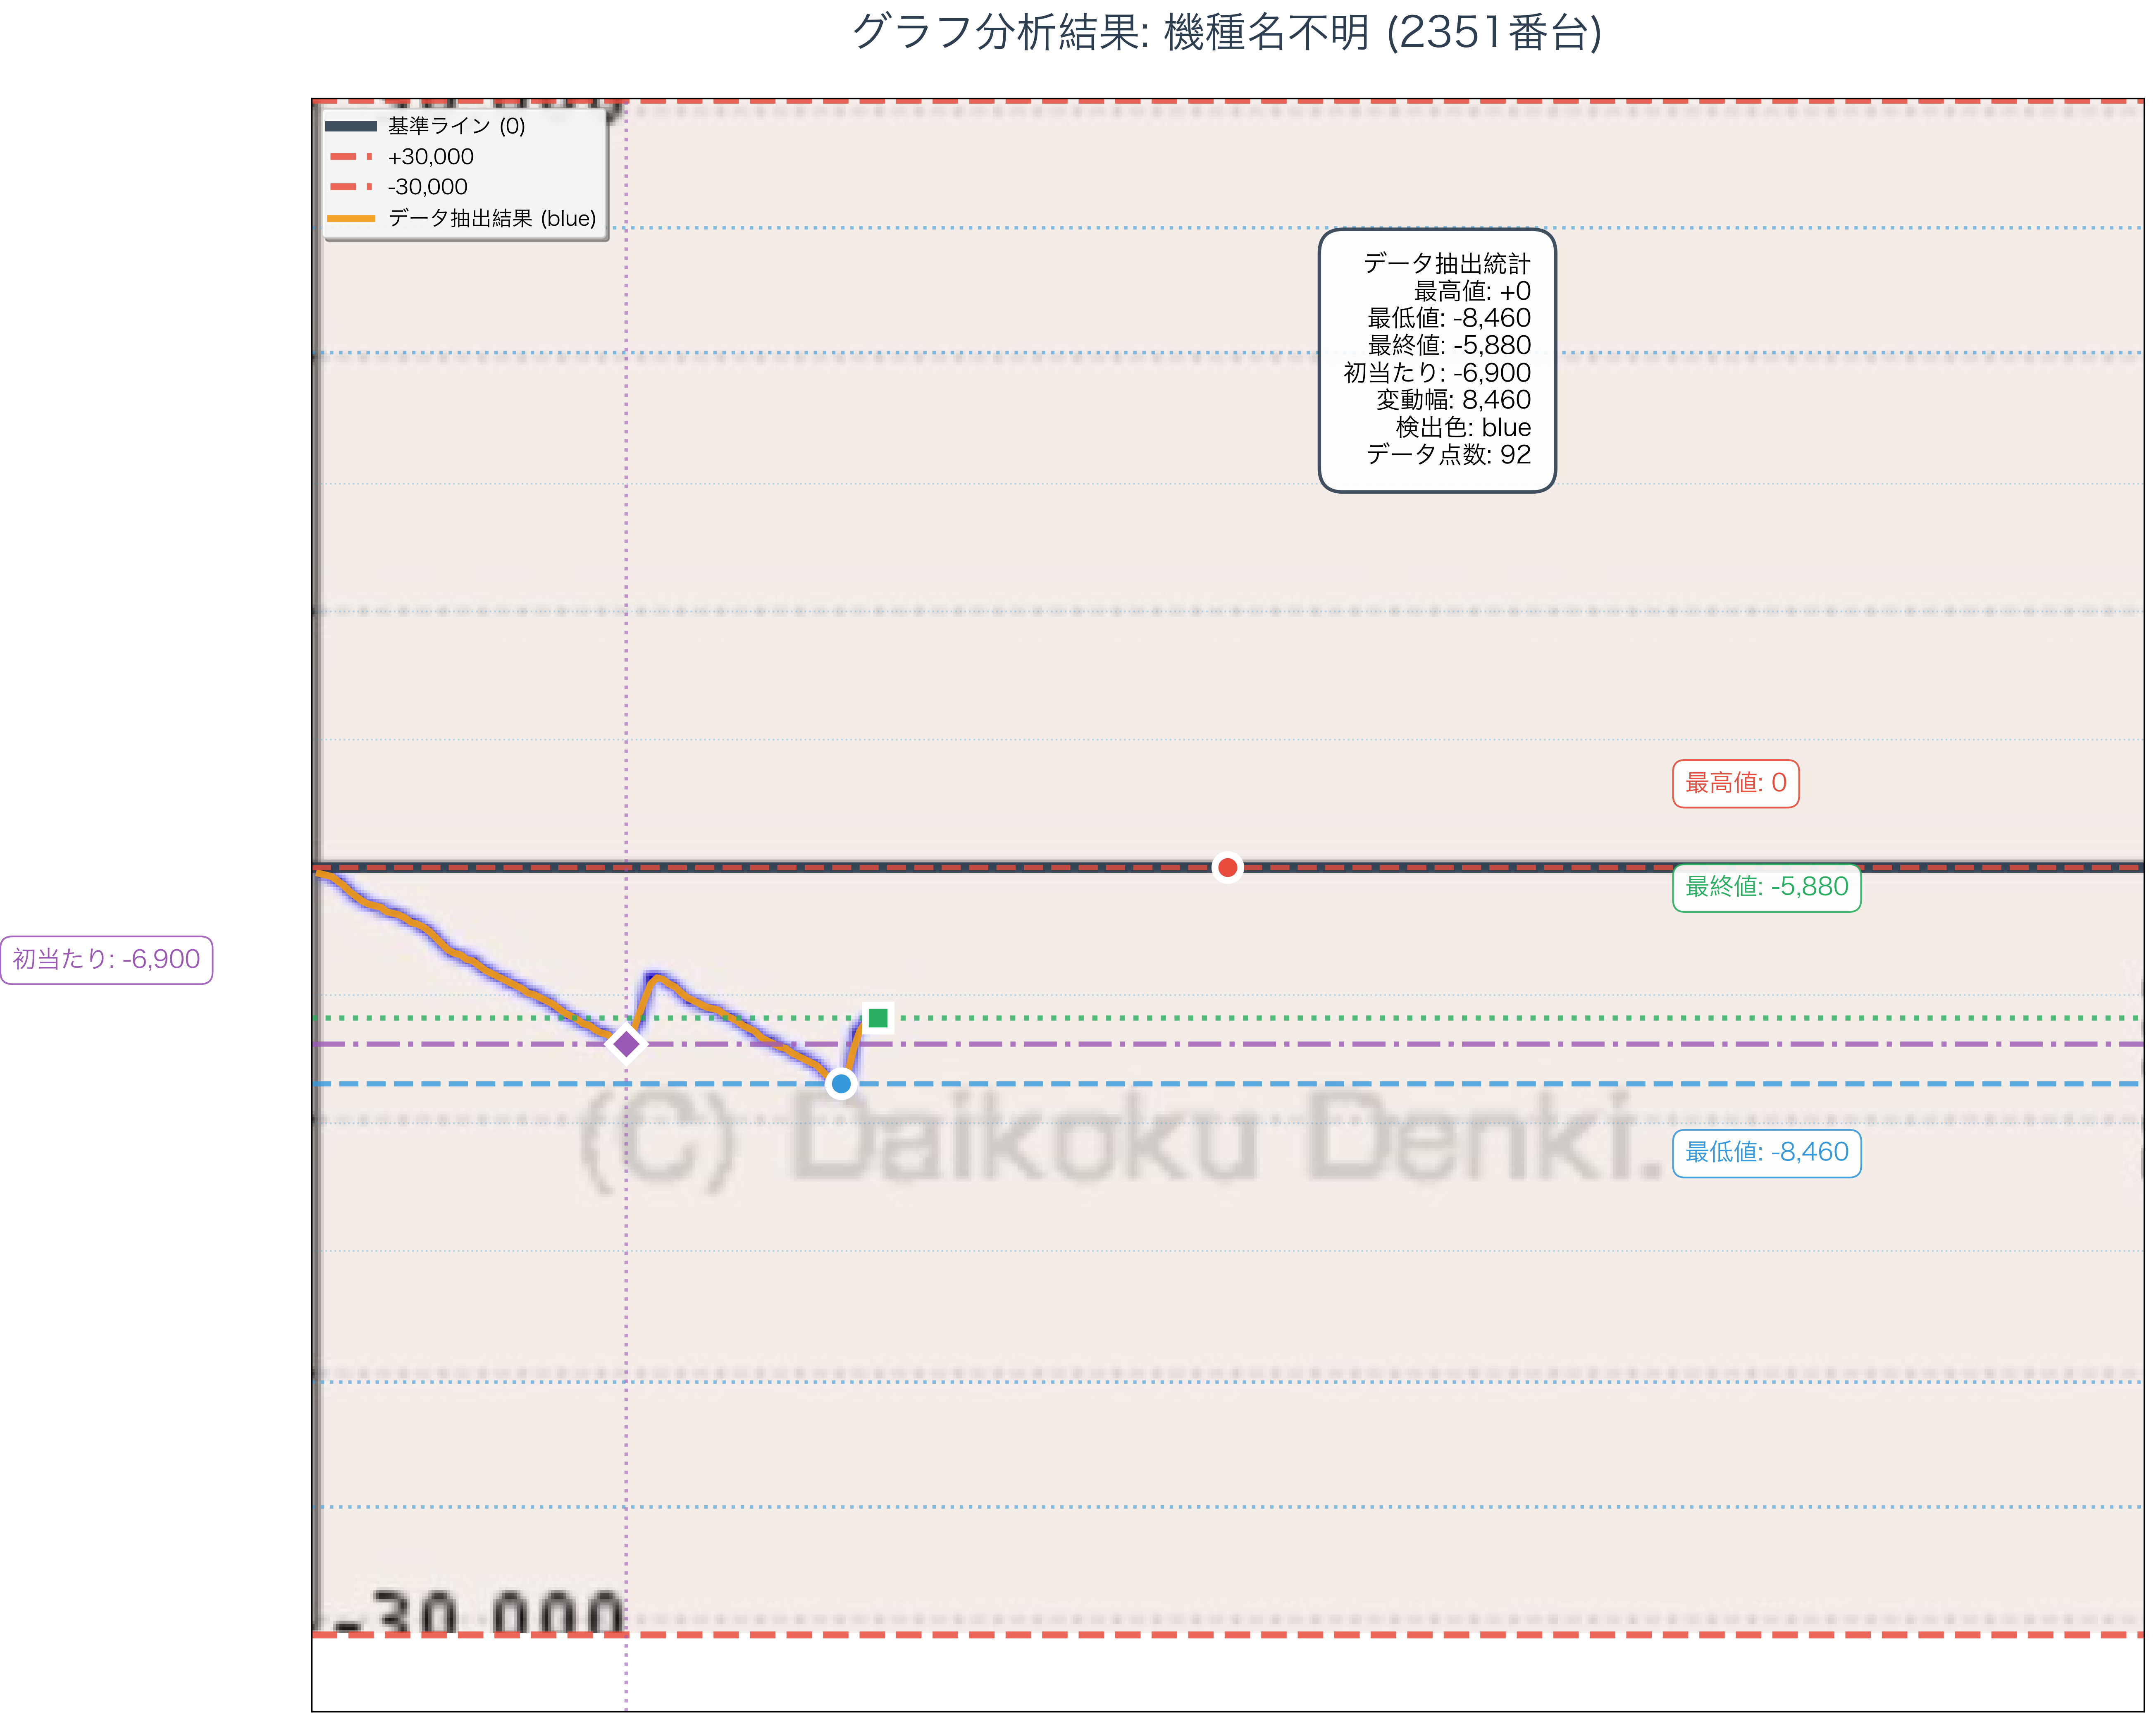 グラフ分析結果: 機種名不明 (2351番台)
基準ライン (0)
+30,000
-30,000
データ抽出結果 (blue)
データ抽出統計
最高値: +0
最低値: -8,460
最終値: -5,880
初当たり: -6,900
変動幅: 8,460
検出色: blue
データ点数: 92
最高値: 0
最終値: -5,880
初当たり: -6,900
(C) Daikoku Denki.
最低値: -8,460
-30,000